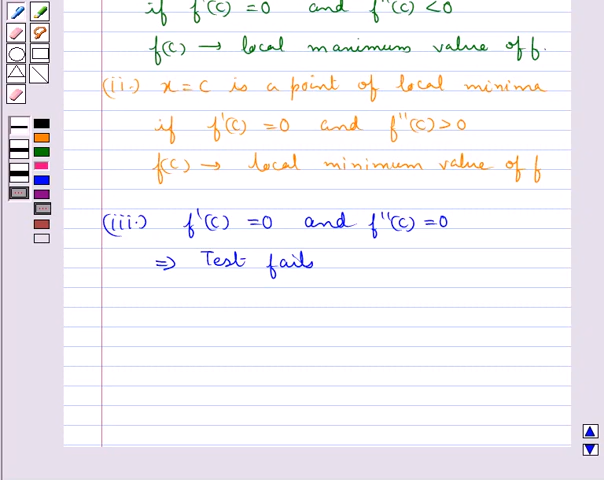 if f'(c) = 0 and f''(c) < 0
f(c) → local maximum value of f.
(ii.) x = c is a point of local minima
if f'(c) = 0 and f''(c) > 0
f(c) → local minimum value of f
(iii.) f'(c) = 0 and f''(c) = 0
⇒ Test fails